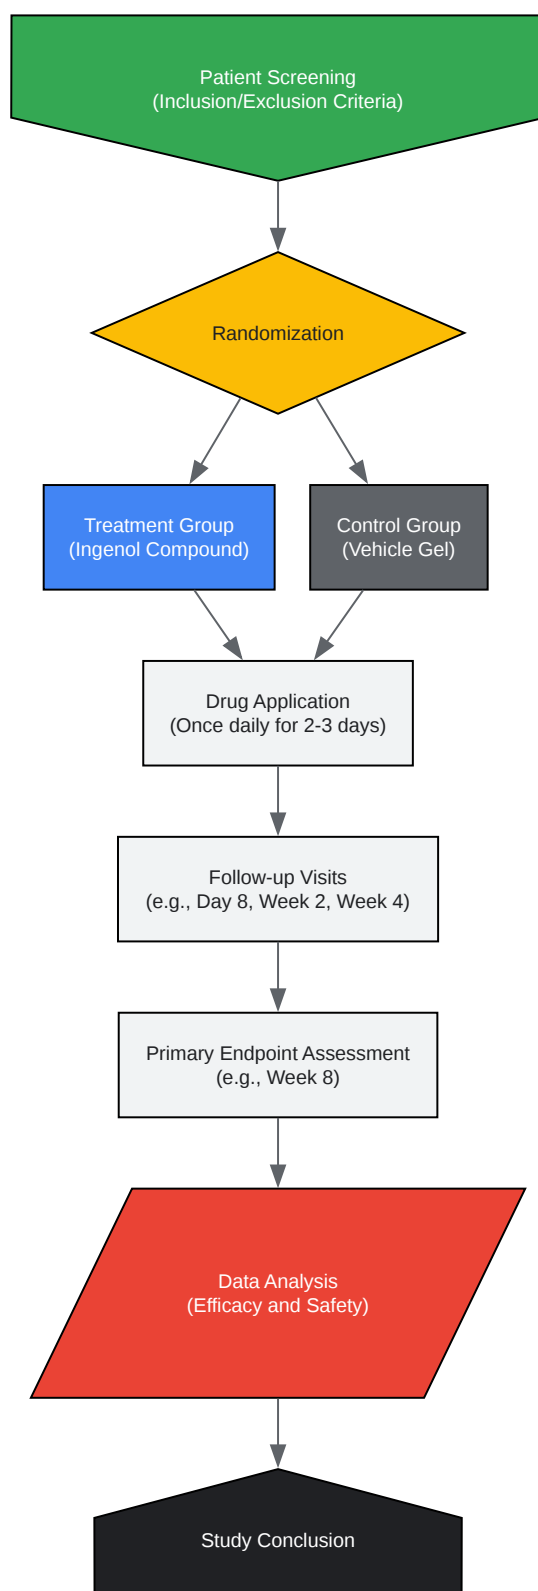 Patient Screening
(Inclusion/Exclusion Criteria)
Randomization
Treatment Group
(Ingenol Compound)
Control Group
(Vehicle Gel)
Drug Application
(Once daily for 2-3 days)
Follow-up Visits
(e.g., Day 8, Week 2, Week 4)
Primary Endpoint Assessment
(e.g., Week 8)
Data Analysis
(Efficacy and Safety)
Study Conclusion